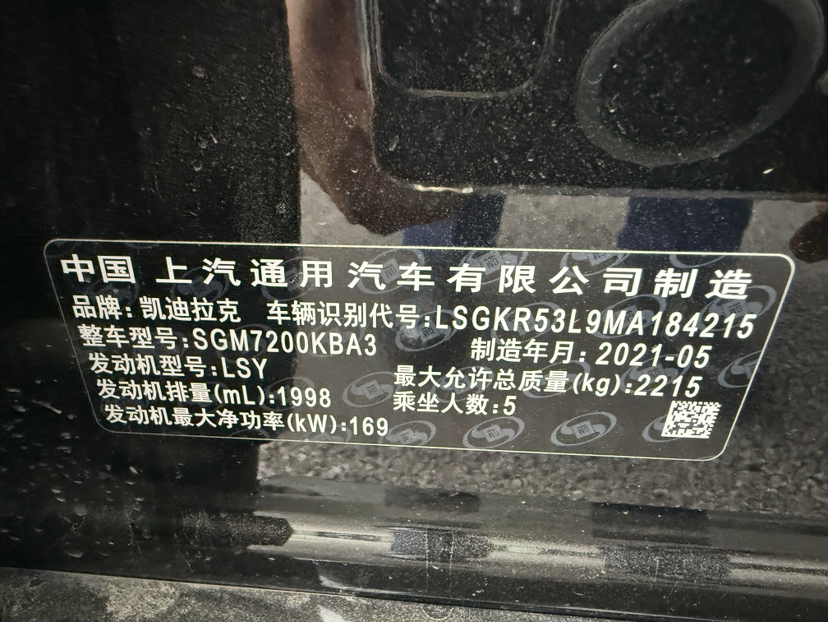 中国 上汽通用汽车有限公司制造
品牌:凯迪拉克 车辆识别代号:LSGKR53L9MA184215
整车型号:SGM7200KBA3 制造年月:2021-05
发动机型号:LSY 最大允许总质量(kg):2215
发动机排量(mL):1998 乘坐人数:5
发动机最大净功率(kW):169